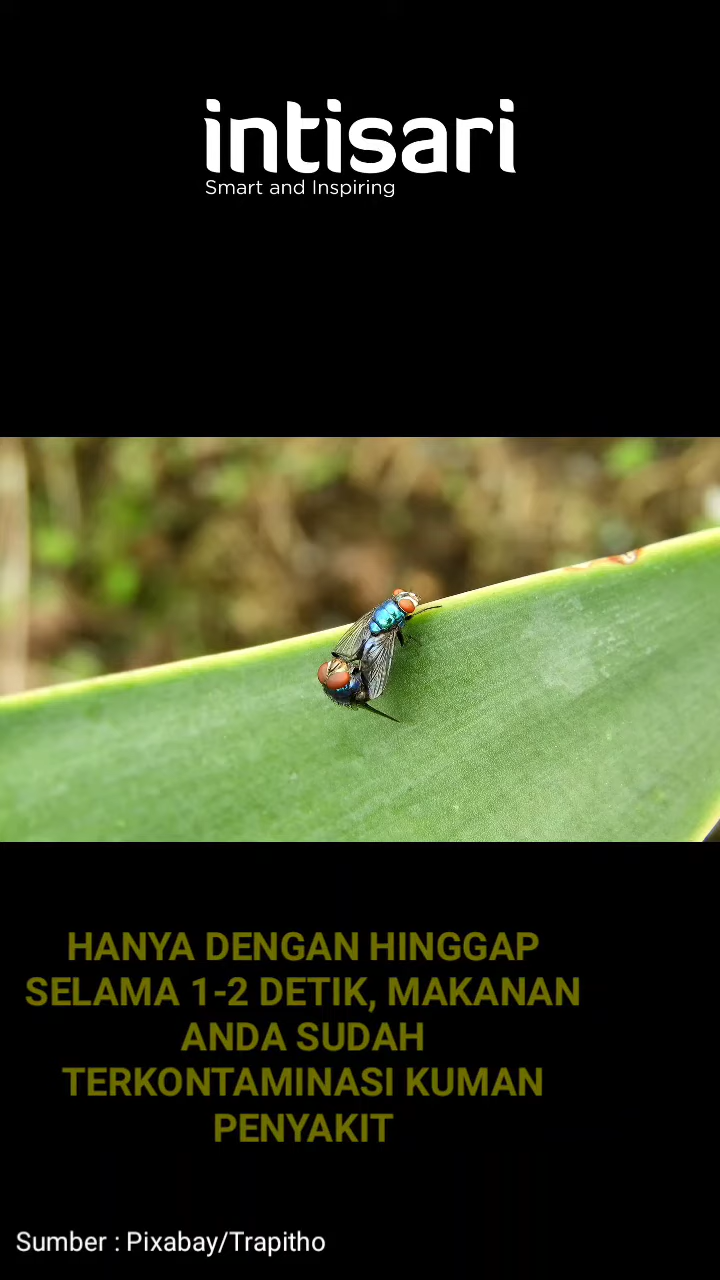 intisari
Smart and Inspiring
HANYA DENGAN HINGGAP
SELAMA 1-2 DETIK, MAKANAN
ANDA SUDAH
TERKONTAMINASI KUMAN
PENYAKIT
Sumber : Pixabay/Trapitho